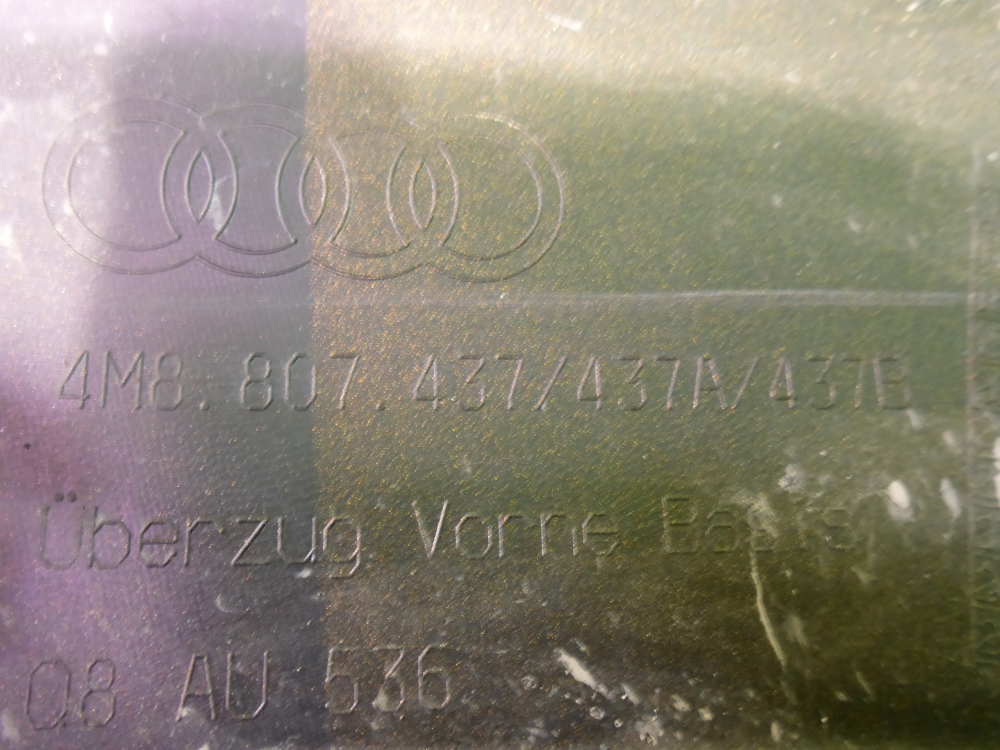 4M8.807.437/437A/437B
Überzug Vorne Basis
Q8 AU 536